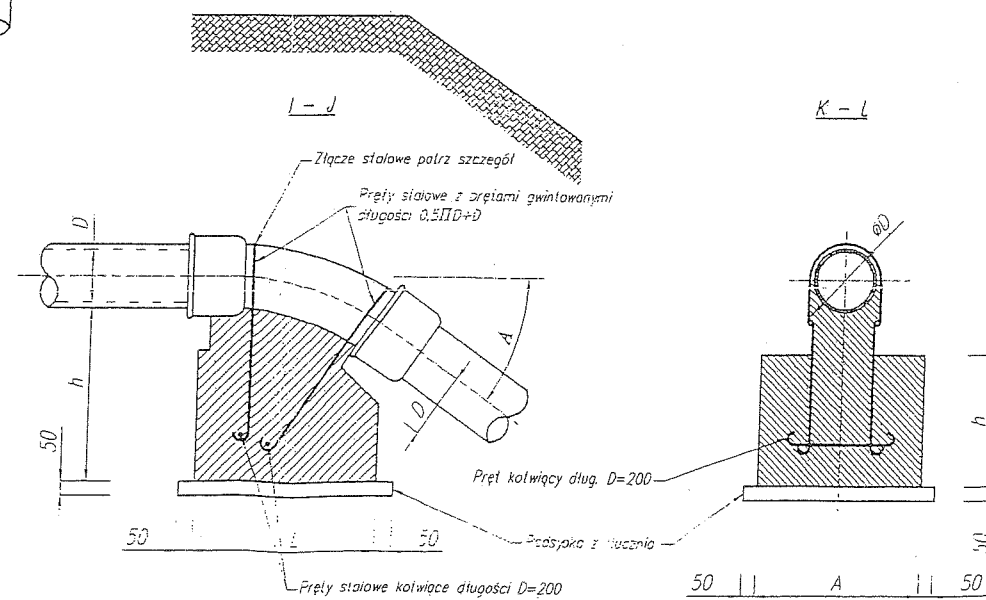 I - J
K - L
Złącze stalowe patrz szczegół
Pręty stalowe z prętami gwintowanymi
długości 0.5ΠD+D
D
øD
A
h
D
h
50
Pręt kotwiący dług. D=200
Podsypka z tłucznia
50 L 50
50
Pręty stalowe kotwiące długości D=200
50 A 50